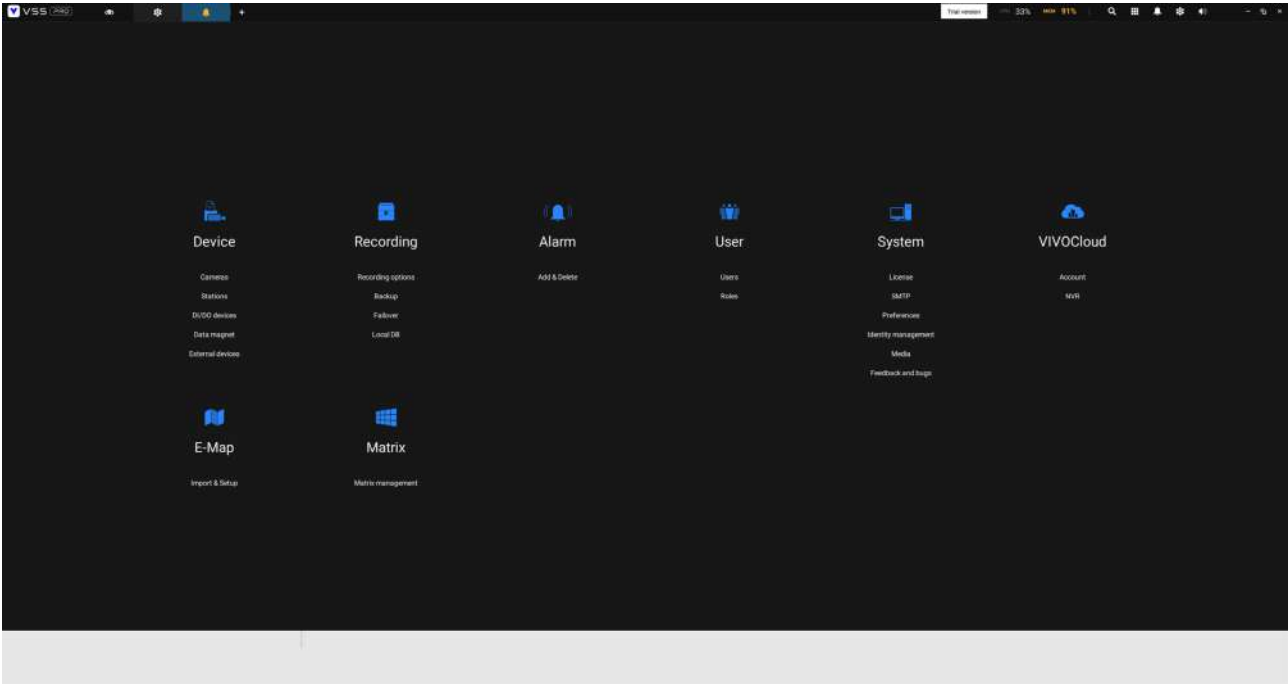 VSS PRO
Trial version
CPU 33% MEM 91%
Device
Cameras
Stations
DI/DO devices
Data magnet
External devices
Recording
Recording options
Backup
Failover
Local DB
Alarm
Add & Delete
User
Users
Roles
System
License
SMTP
Preferences
Identity management
Media
Feedback and bugs
VIVOCloud
Account
NVR
E-Map
Import & Setup
Matrix
Matrix management